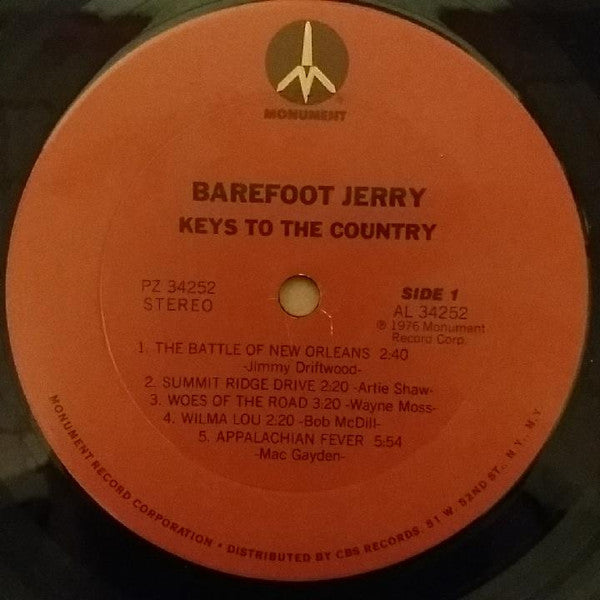 MONUMENT
BAREFOOT JERRY
KEYS TO THE COUNTRY
PZ 34252
STEREO
SIDE 1
AL 34252
℗ 1976 Monument
Record Corp.
1. THE BATTLE OF NEW ORLEANS 2:40
-Jimmy Driftwood-
2. SUMMIT RIDGE DRIVE 2:20 -Artie Shaw-
3. WOES OF THE ROAD 3:20 -Wayne Moss-
4. WILMA LOU 2:20 -Bob McDill-
5. APPALACHIAN FEVER 5:54
-Mac Gayden-
MONUMENT RECORD CORPORATION • DISTRIBUTED BY CBS RECORDS, 51 W. 52ND ST., N.Y., N.Y.